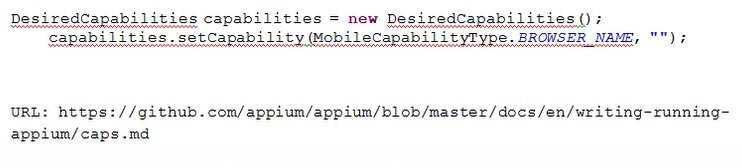 DesiredCapabilities capabilities = new DesiredCapabilities();
capabilities.setCapability(MobileCapabilityType.BROWSER_NAME, "");
URL: https://github.com/appium/appium/blob/master/docs/en/writing-running-
appium/caps.md